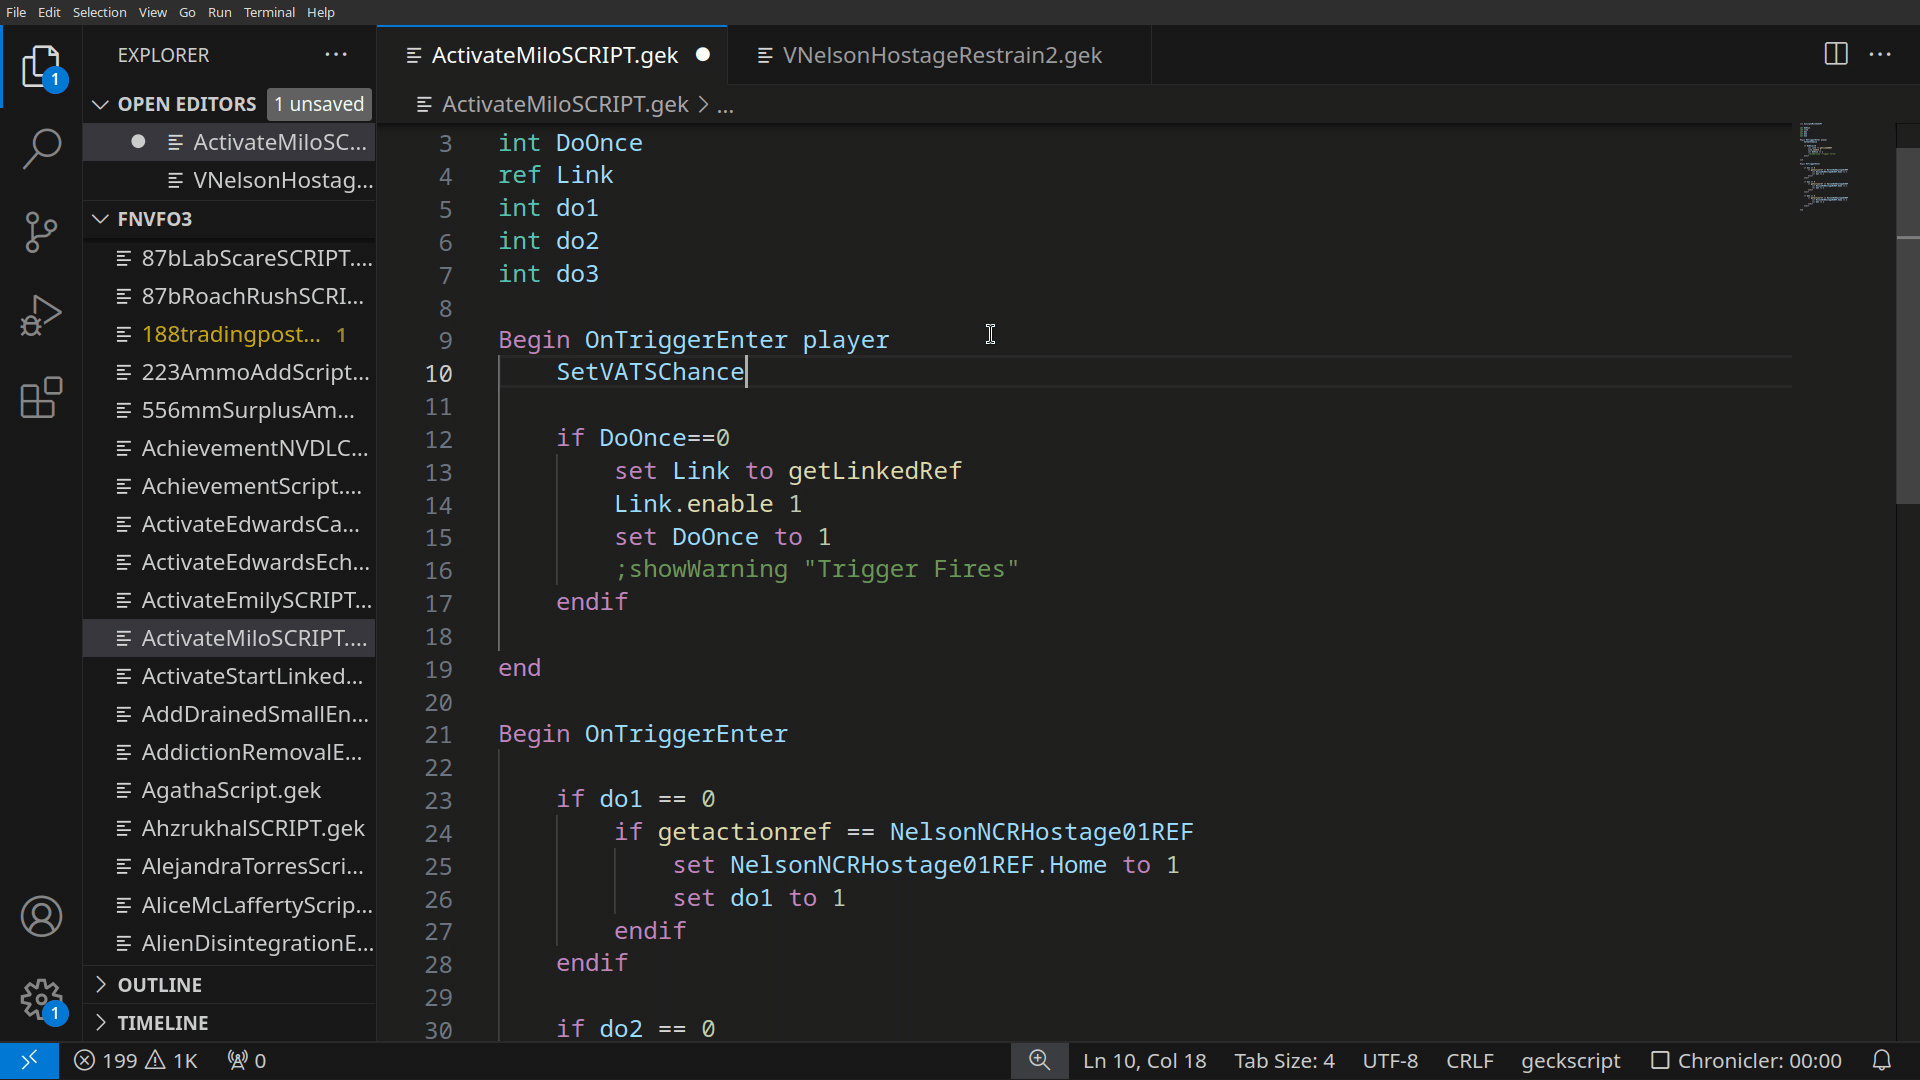 File Edit Selection View Go Run Terminal Help
EXPLORER
OPEN EDITORS 1 unsaved
ActivateMiloSC...
VNelsonHostag...
FNVFO3
87bLabScareSCRIPT....
87bRoachRushSCRI...
188tradingpost... 1
223AmmoAddScript...
556mmSurplusAm...
AchievementNVDLC...
AchievementScript....
ActivateEdwardsCa...
ActivateEdwardsEch...
ActivateEmilySCRIPT...
ActivateMiloSCRIPT....
ActivateStartLinked...
AddDrainedSmallEn...
AddictionRemovalE...
AgathaScript.gek
AhzrukhalSCRIPT.gek
AlejandraTorresScri...
AliceMcLaffertyScrip...
AlienDisintegrationE...
OUTLINE
TIMELINE
1
1
ActivateMiloSCRIPT.gek
VNelsonHostageRestrain2.gek
ActivateMiloSCRIPT.gek > ...
3 int DoOnce
4 ref Link
5 int do1
6 int do2
7 int do3
8
9 Begin OnTriggerEnter player
10 SetVATSChance
11
12 if DoOnce==0
13 set Link to getLinkedRef
14 Link.enable 1
15 set DoOnce to 1
16 ;showWarning "Trigger Fires"
17 endif
18
19 end
20
21 Begin OnTriggerEnter
22
23 if do1 == 0
24 if getactionref == NelsonNCRHostage01REF
25 set NelsonNCRHostage01REF.Home to 1
26 set do1 to 1
27 endif
28 endif
29
30 if do2 == 0
199 1K 0 Ln 10, Col 18 Tab Size: 4 UTF-8 CRLF geckscript Chronicler: 00:00